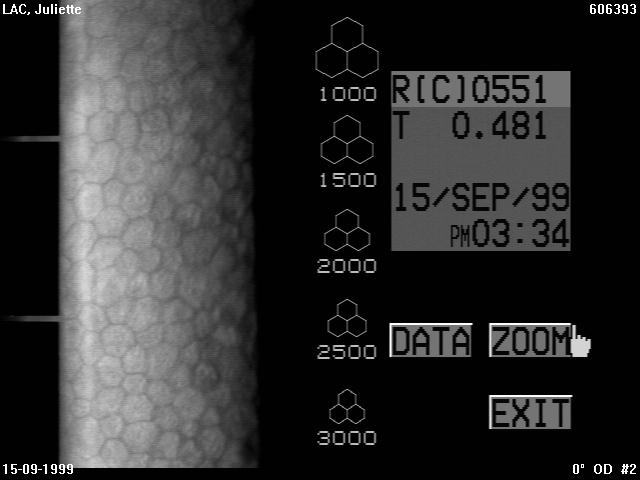 LAC, Juliette
606393
1000
1500
2000
2500
3000
R[C]0551
T 0.481
15/SEP/99
PM03:34
DATA ZOOM
EXIT
15-09-1999
0° OD #2